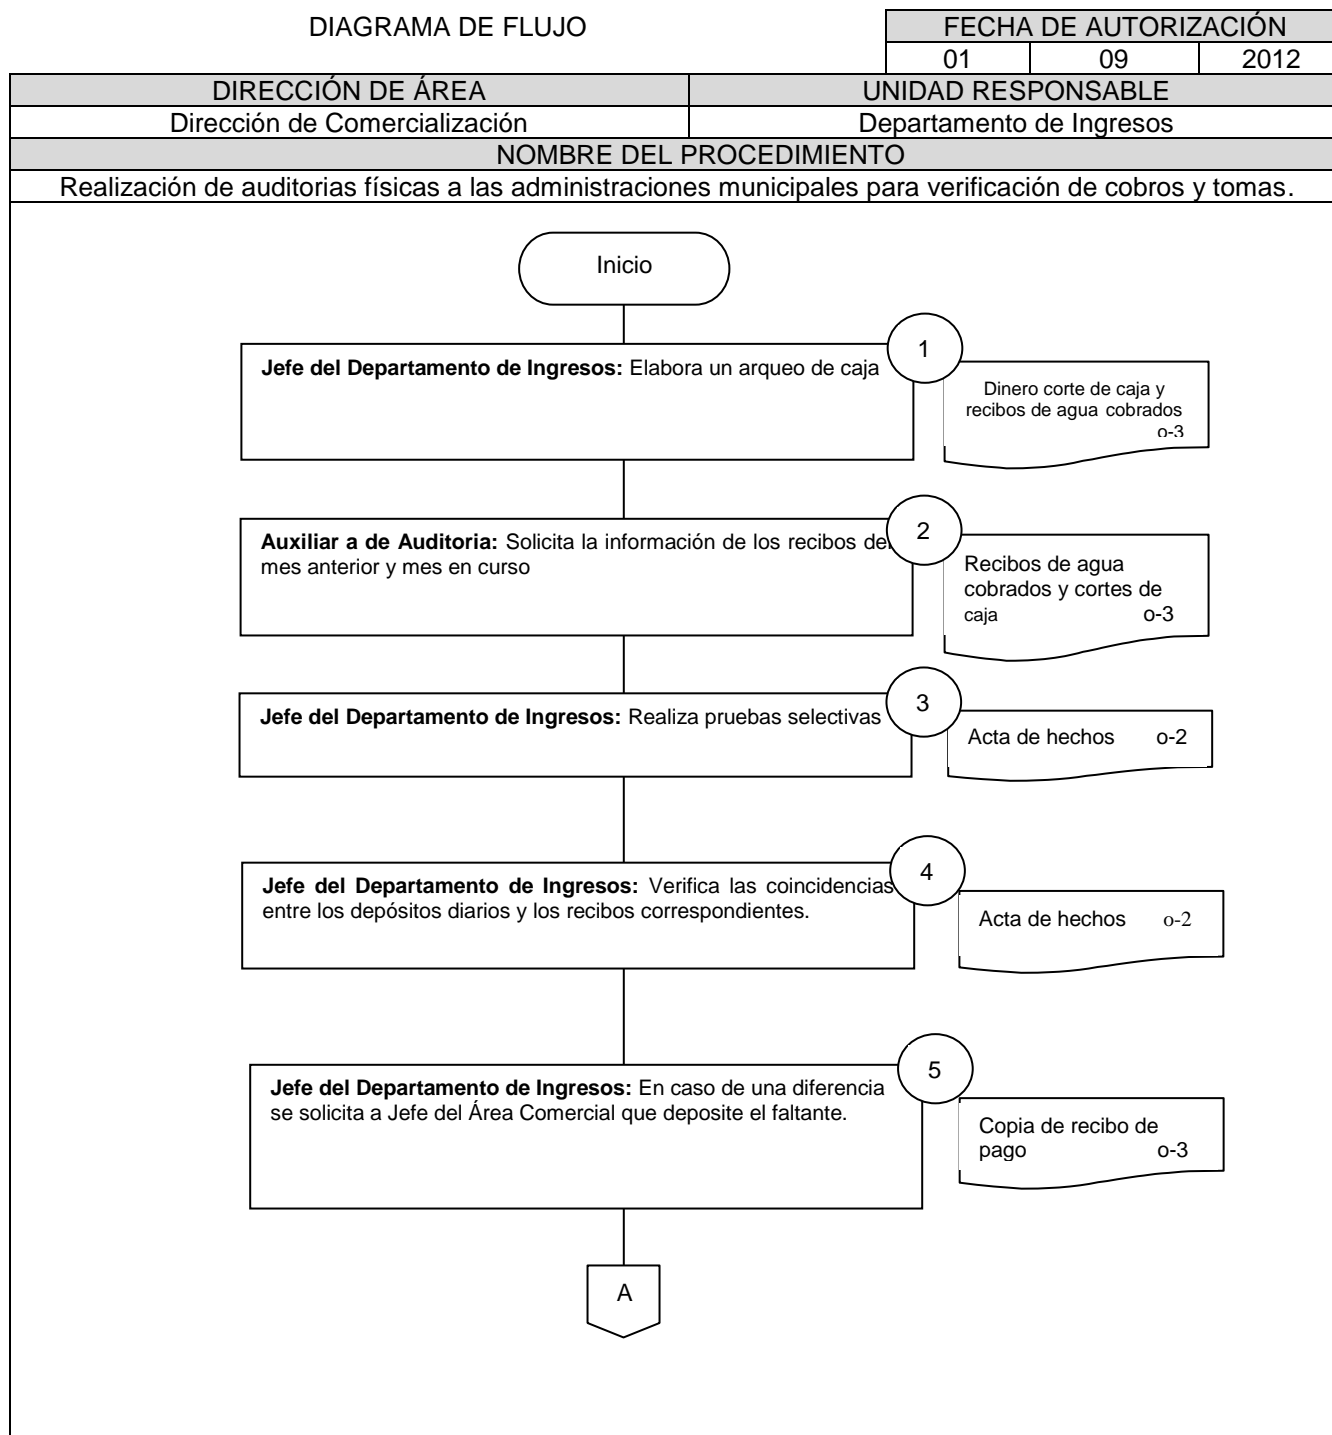 DIAGRAMA DE FLUJO
FECHA DE AUTORIZACIÓN
01 09 2012
DIRECCIÓN DE ÁREA UNIDAD RESPONSABLE
Dirección de Comercialización Departamento de Ingresos
NOMBRE DEL PROCEDIMIENTO
Realización de auditorias físicas a las administraciones municipales para verificación de cobros y tomas.
Inicio
1
Jefe del Departamento de Ingresos: Elabora un arqueo de caja
Dinero corte de caja y
recibos de agua cobrados
o-3
2
Auxiliar a de Auditoria: Solicita la información de los recibos del
mes anterior y mes en curso
Recibos de agua
cobrados y cortes de
caja o-3
3
Jefe del Departamento de Ingresos: Realiza pruebas selectivas
Acta de hechos o-2
4
Jefe del Departamento de Ingresos: Verifica las coincidencias
entre los depósitos diarios y los recibos correspondientes.
Acta de hechos o-2
5
Jefe del Departamento de Ingresos: En caso de una diferencia
se solicita a Jefe del Área Comercial que deposite el faltante.
Copia de recibo de
pago o-3
A